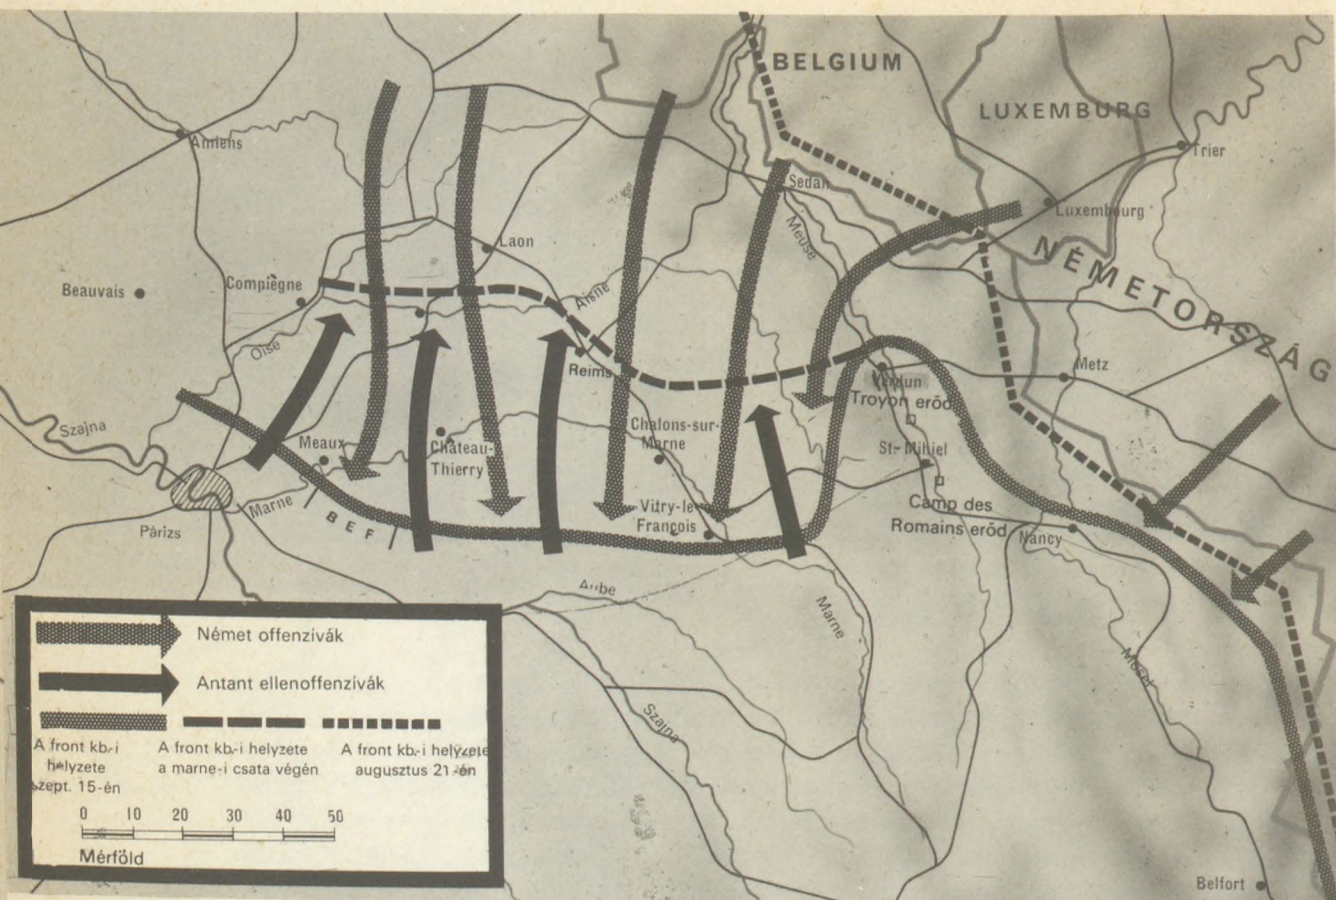 BELGIUM
LUXEMBURG
Amiens
Trier
Sedan
Luxembourg
Meuse
Laon
NÉMETORSZÁG
Compiègne
Beauvais
Aisne
Oise
Reims
Metz
Verdun
Troyon erőd
Szajna
Meaux
Château-
Thierry
Chalons-sur-
Marne
St-Mihiel
Marne
Vitry-le-
François
Camp des
Romains erőd
B E F
Párizs
Nancy
Aube
Marne
Szajna
Belfort
Német offenzívák
Antant ellenoffenzívák
A front kb.-i
helyzete
szept. 15-én
A front kb.-i helyzete
a marne-i csata végén
A front kb.-i helyzete
augusztus 21-én
0 10 20 30 40 50
Mérföld